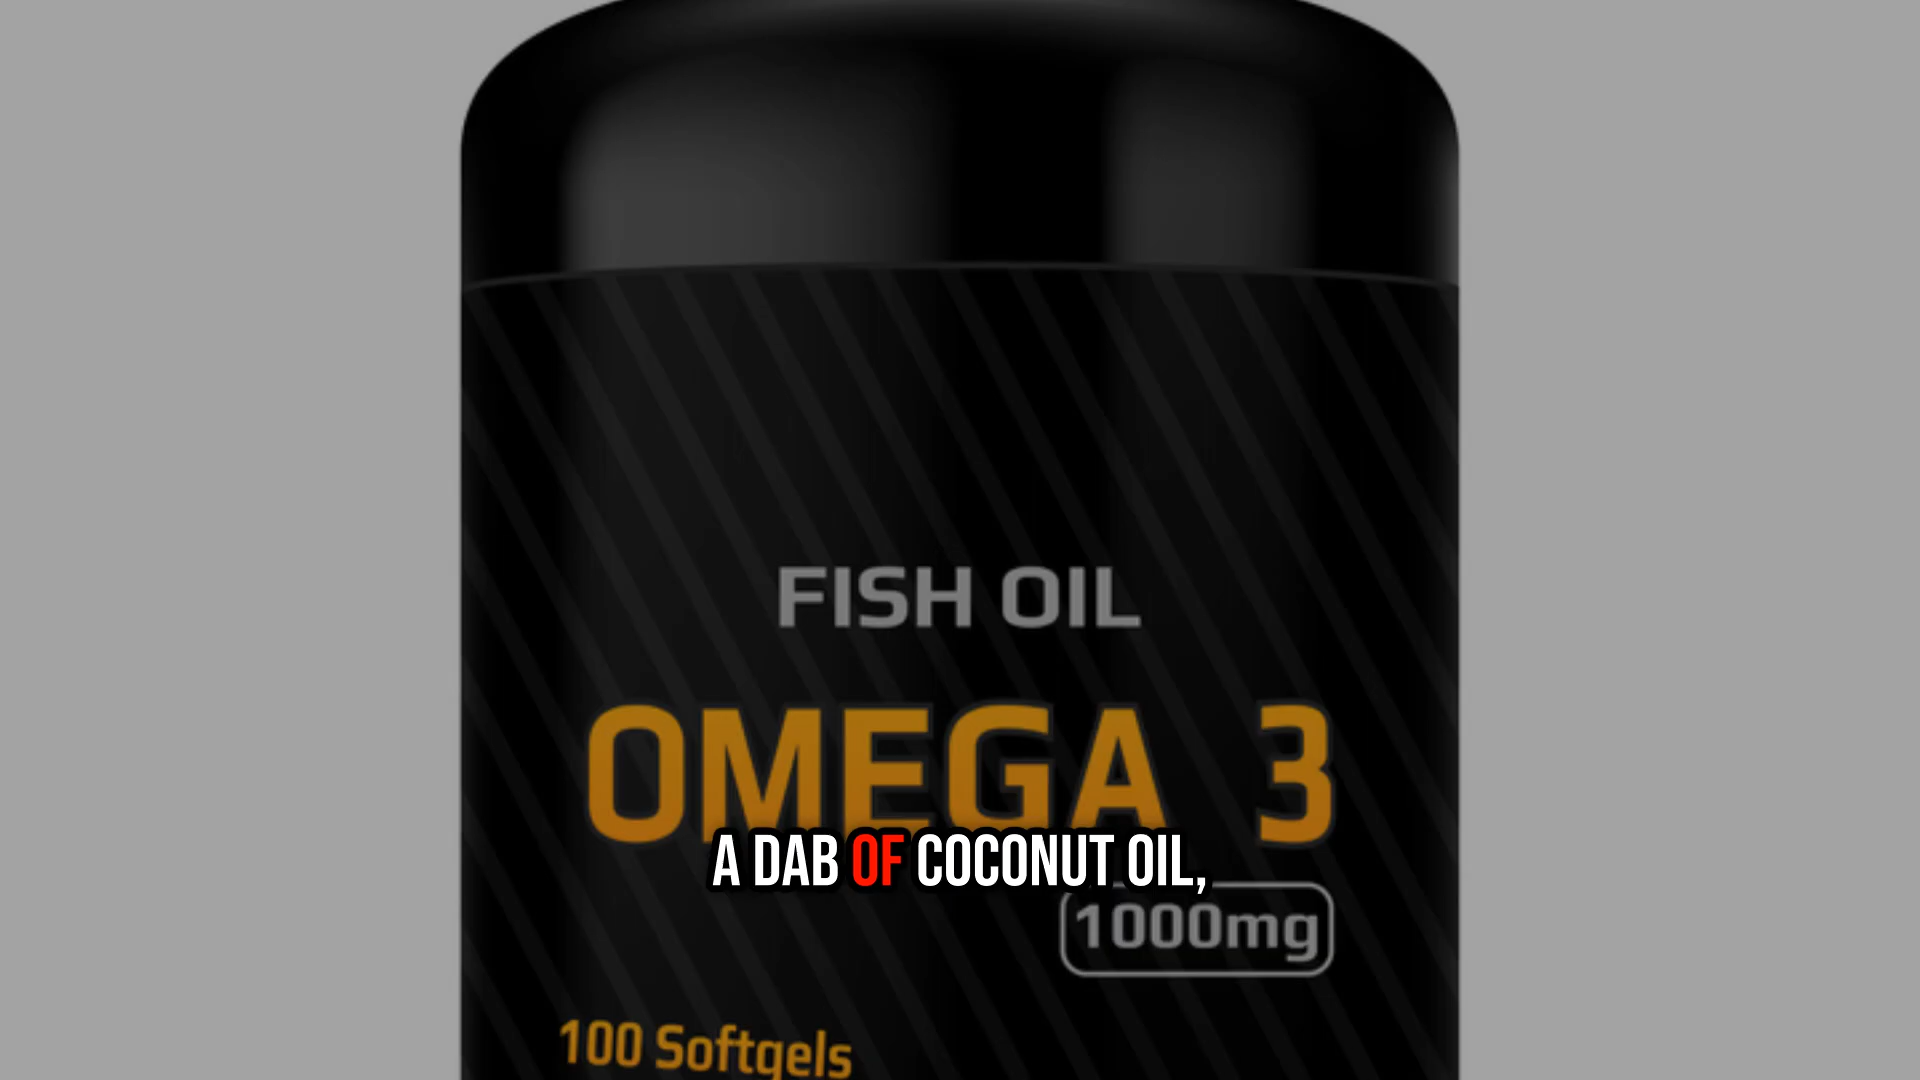 FISH OIL
OMEGA 3
A DAB OF COCONUT OIL,
1000mg
100 Softgels